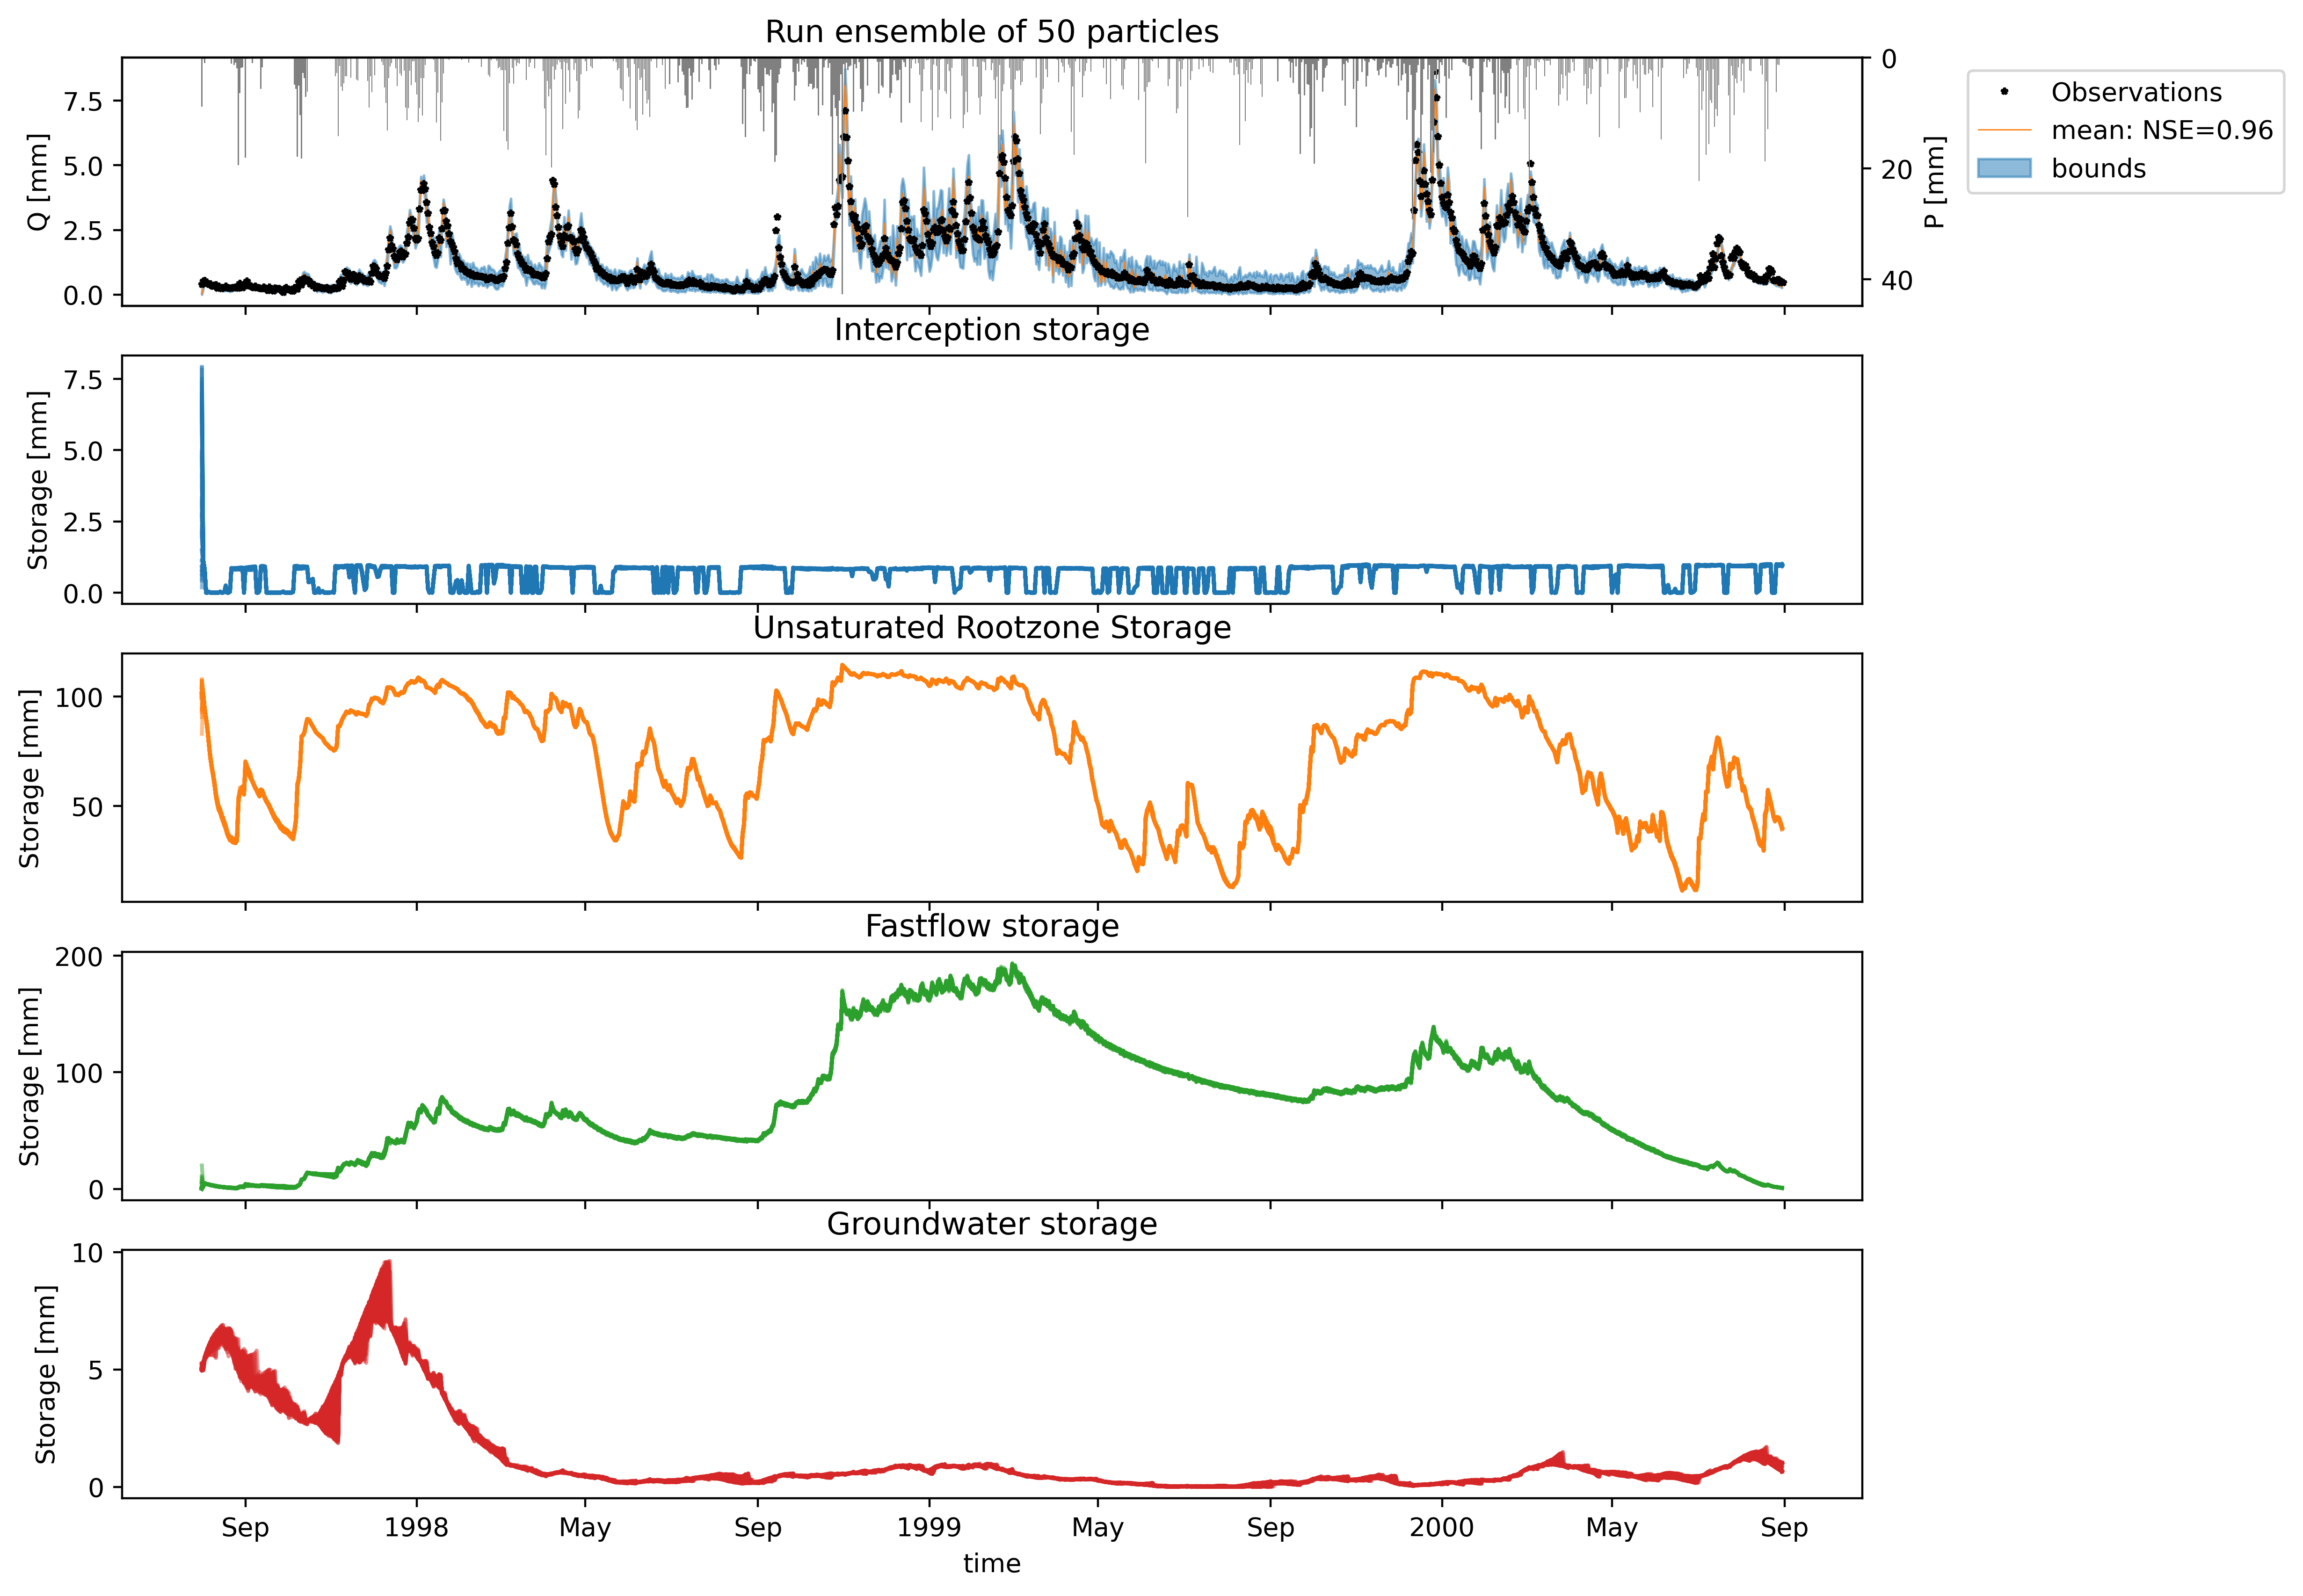 Run ensemble of 50 particles
Q [mm]
7.5
5.0
2.5
0.0
0
20
40
P [mm]
Observations
mean: NSE=0.96
bounds
Interception storage
Storage [mm]
7.5
5.0
2.5
0.0
Unsaturated Rootzone Storage
Storage [mm]
100
50
Fastflow storage
Storage [mm]
200
100
0
Groundwater storage
Storage [mm]
10
5
0
Sep 1998 May Sep 1999 May Sep 2000 May Sep
time